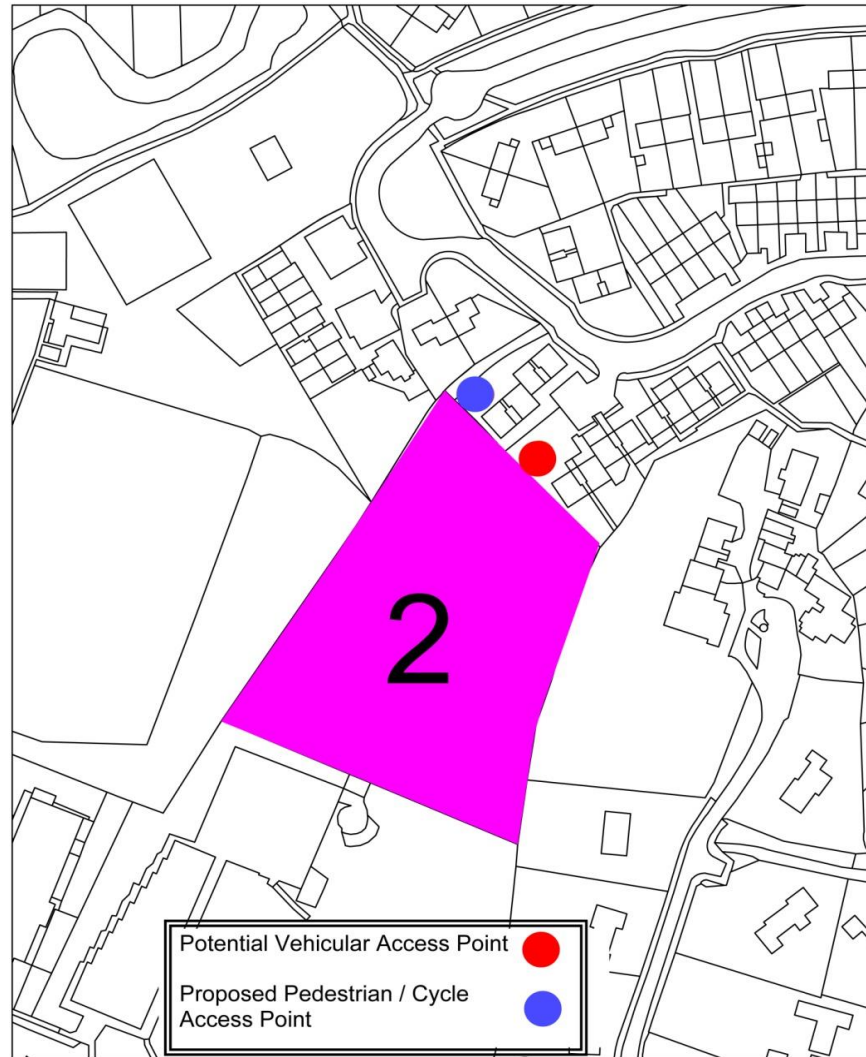 2
Potential Vehicular Access Point
Proposed Pedestrian / Cycle
Access Point